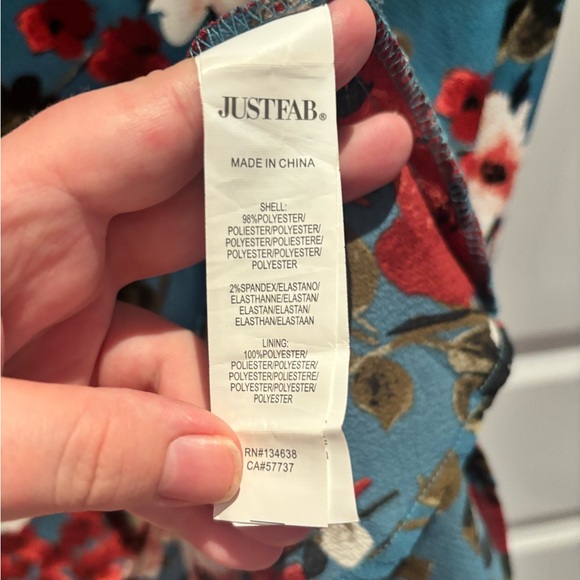 JUSTFAB®
MADE IN CHINA
SHELL:
98%POLYESTER/
POLIESTER/POLYESTER/
POLYESTER/POLIESTERE/
POLYESTER/POLYESTER/
POLYESTER
2%SPANDEX/ELASTANO/
ELASTHANNE/ELASTAN/
ELASTAN/ELASTAN/
ELASTHAN/ELASTAAN
LINING:
100%POLYESTER/
POLIESTER/POLYESTER/
POLYESTER/POLIESTERE/
POLYESTER/POLYESTER/
POLYESTER
RN#134638
CA#57737